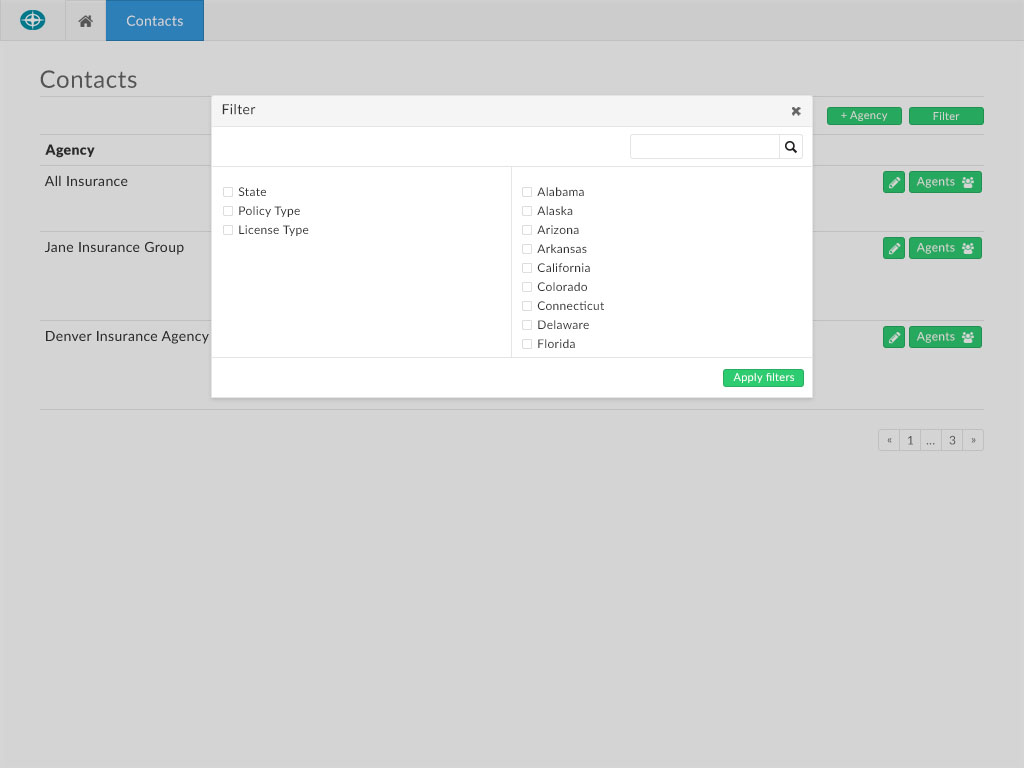 Contacts
Contacts
Filter
+ Agency
Filter
Agency
All Insurance
Agents
State
Policy Type
License Type
Alabama
Alaska
Arizona
Arkansas
California
Colorado
Connecticut
Delaware
Florida
Jane Insurance Group
Agents
Denver Insurance Agency
Agents
Apply filters
« 1 ... 3 »